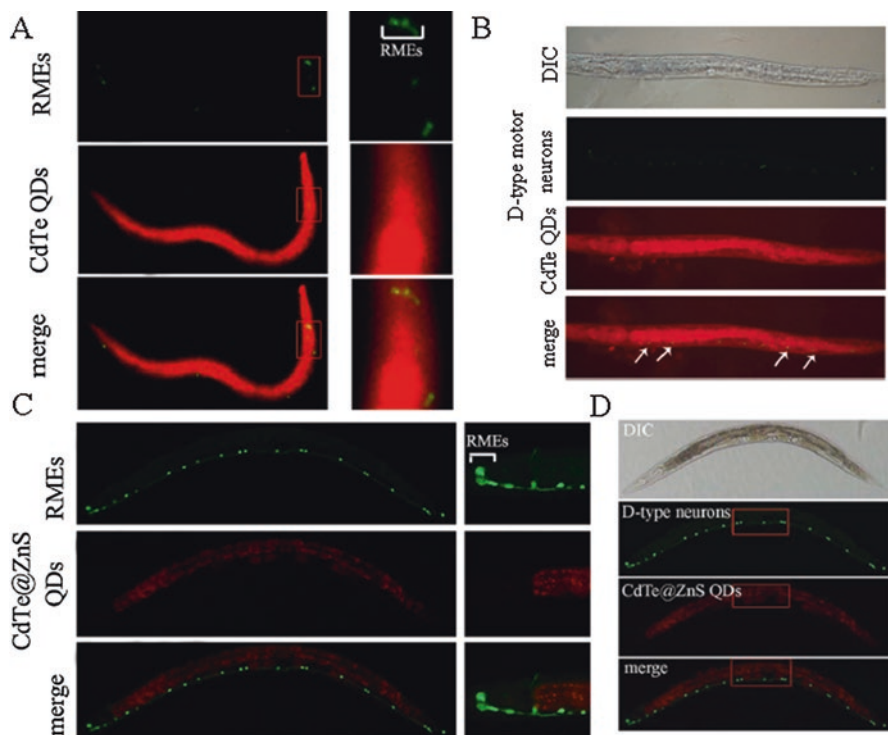 A
RMEs
RMEs
CdTe QDs
merge
B
DIC
D-type motor
neurons
CdTe QDs
merge
C
RMEs
RMEs
CdTe@ZnS
QDs
merge
D
DIC
D-type neurons
CdTe@ZnS QDs
merge